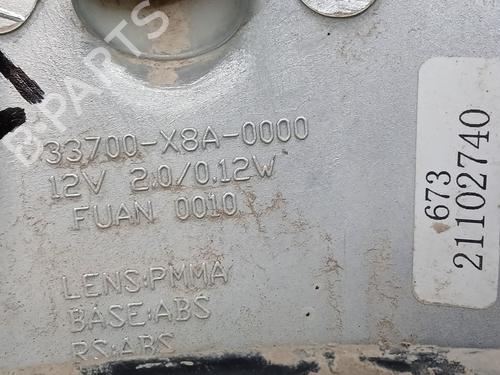 B-PARTS
33700-X8A-0000
12V 2.0/0.12W
FUAN 0010
LENS:PMMA
BASE:ABS
RS:ABS
673
21102740